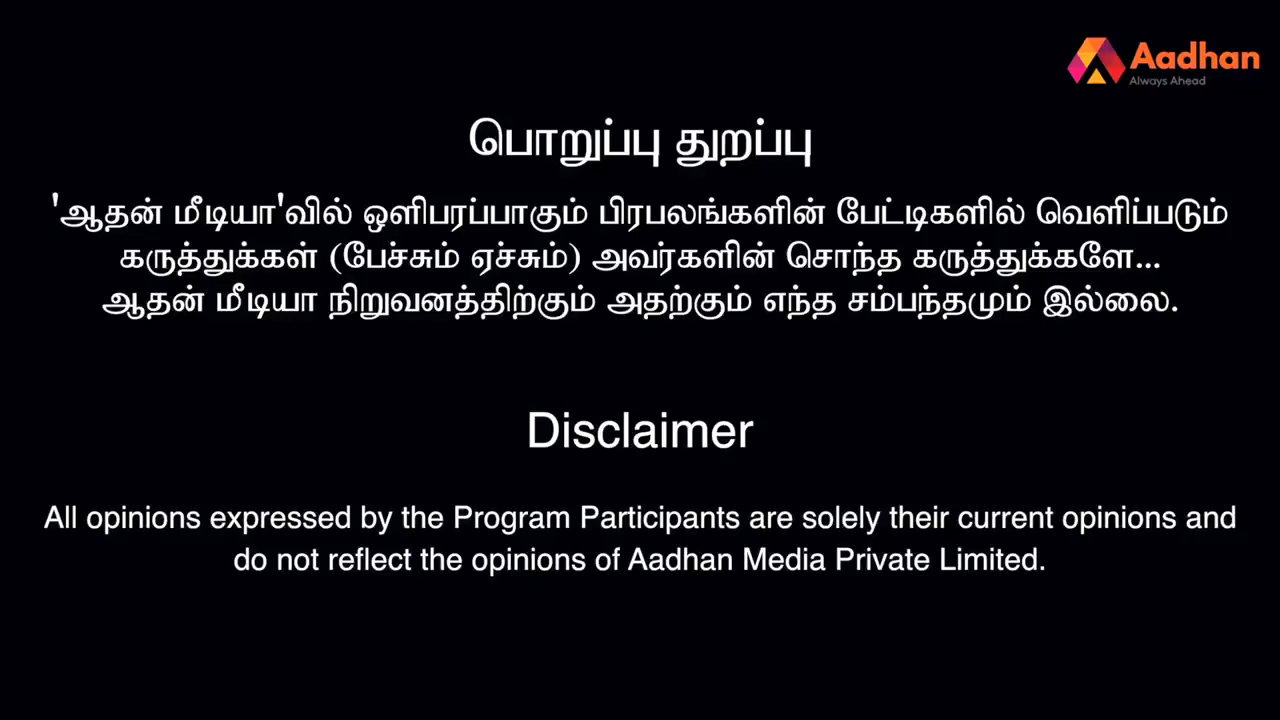 Aadhan
Always Ahead
பொறுப்பு துறப்பு
'ஆதன் மீடியா'வில் ஒளிபரப்பாகும் பிரபலங்களின் பேட்டிகளில் வெளிப்படும்
கருத்துக்கள் (பேச்சும் ஏச்சும்) அவர்களின் சொந்த கருத்துக்களே...
ஆதன் மீடியா நிறுவனத்திற்கும் அதற்கும் எந்த சம்பந்தமும் இல்லை.
Disclaimer
All opinions expressed by the Program Participants are solely their current opinions and
do not reflect the opinions of Aadhan Media Private Limited.